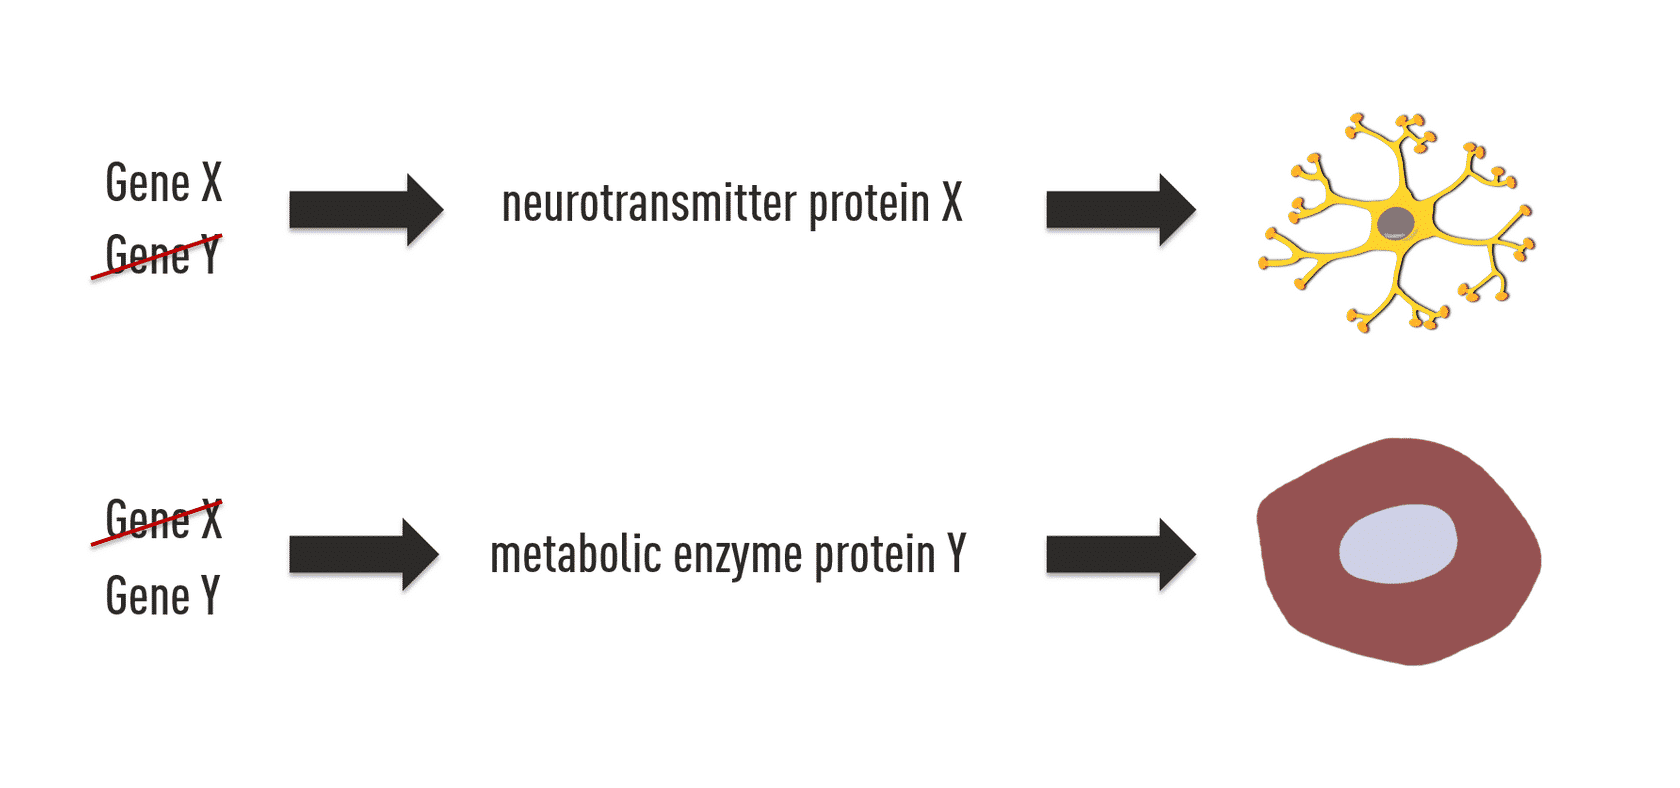 Gene X
Gene Y
neurotransmitter protein X
Gene X
Gene Y
metabolic enzyme protein Y